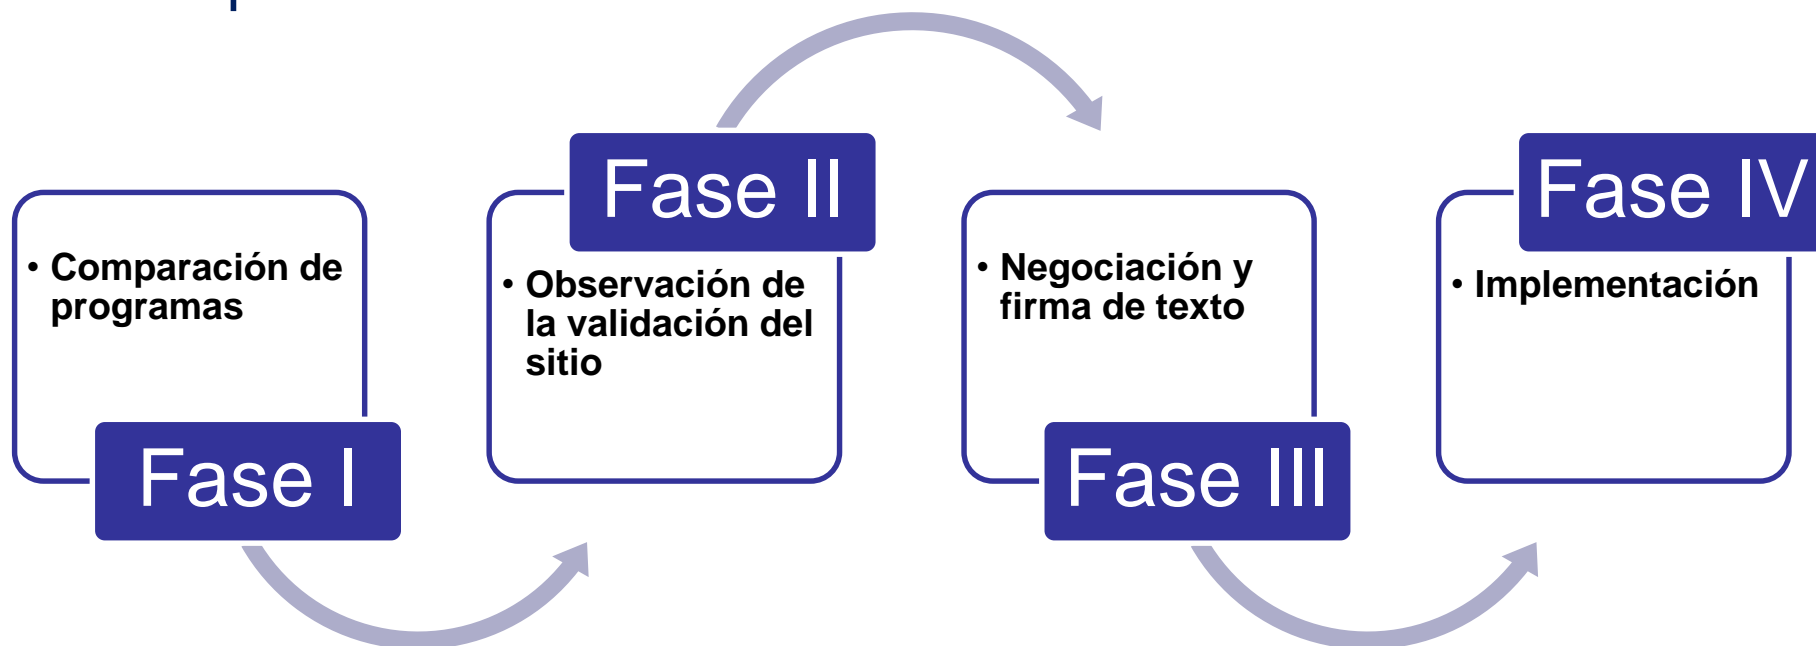 • Comparación de
programas
Fase I
Fase II
• Observación de
la validación del
sitio
• Negociación y
firma de texto
Fase III
Fase IV
• Implementación